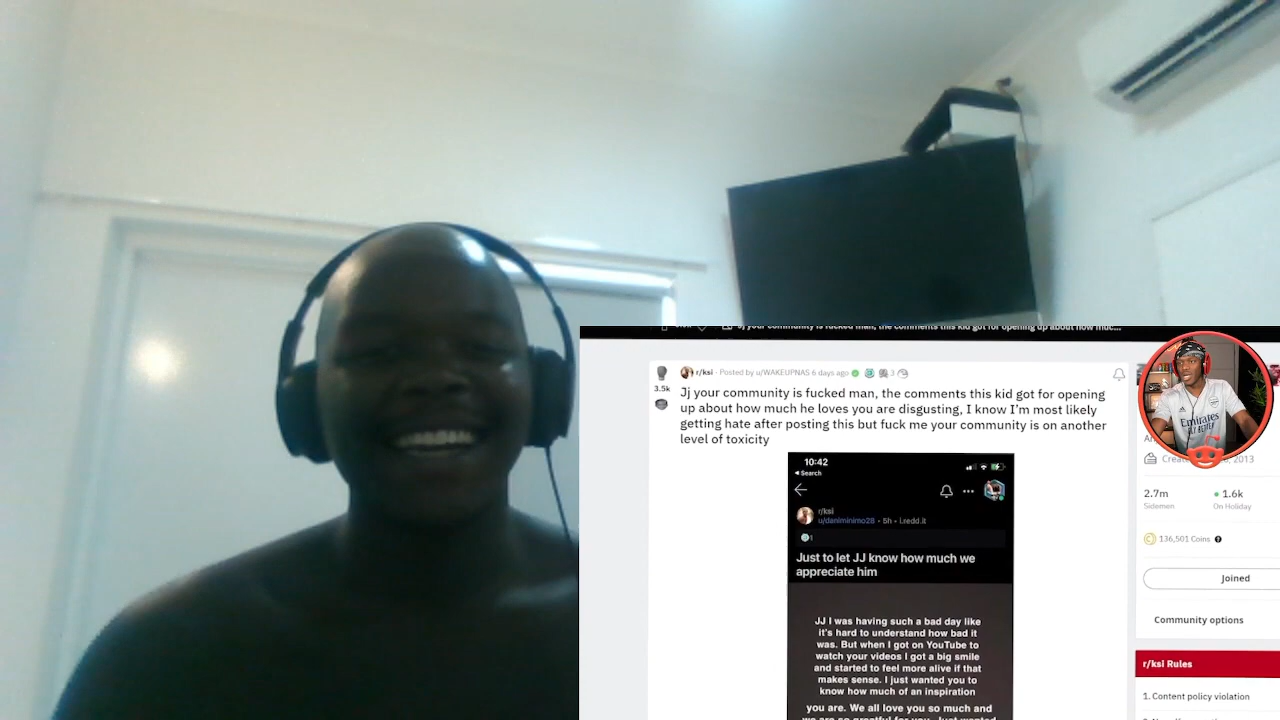 r/ksi · Posted by u/WAKEUPNAS 6 days ago 3
3.5k
Jj your community is fucked man, the comments this kid got for opening
up about how much he loves you are disgusting, I know I'm most likely
getting hate after posting this but fuck me your community is on another
level of toxicity
10:42
Search
r/ksi
u/daniminimo28 • 5h • i.redd.it
Just to let JJ know how much we
appreciate him
JJ I was having such a bad day like
it's hard to understand how bad it
was. But when I got on YouTube to
watch your videos I got a big smile
and started to feel more alive if that
makes sense. I just wanted you to
know how much of an inspiration
you are. We all love you so much and
Emirates
2013
2.7m
Sidemen
1.6k
On Holiday
136,501 Coins
Joined
Community options
r/ksi Rules
1. Content policy violation